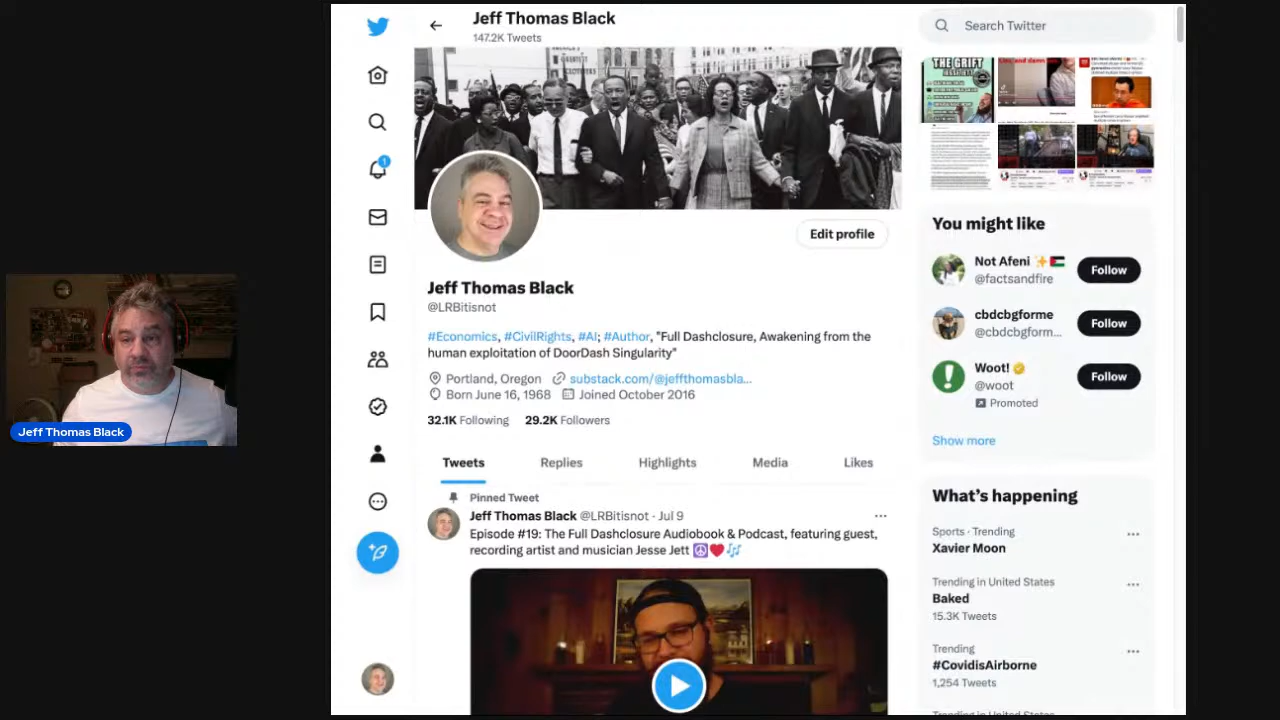 Jeff Thomas Black
147.2K Tweets
Edit profile
Jeff Thomas Black
@LRBitisnot
#Economics, #CivilRights, #AI; #Author, "Full Dashclosure, Awakening from the
human exploitation of DoorDash Singularity"
Portland, Oregon substack.com/@jeffthomasbla...
Born June 16, 1968 Joined October 2016
32.1K Following 29.2K Followers
Tweets Replies Highlights Media Likes
Pinned Tweet
Jeff Thomas Black @LRBitisnot · Jul 9
Episode #19: The Full Dashclosure Audiobook & Podcast, featuring guest,
recording artist and musician Jesse Jett ☮️❤️🎶
Jeff Thomas Black
1
Search Twitter
THE GRIFT
You might like
Not Afeni ✨🇵🇸
@factsandfire
Follow
cbdcbgforme
@cbdcbgform...
Follow
Woot!
@woot
Promoted
Follow
Show more
What's happening
Sports · Trending
Xavier Moon
Trending in United States
Baked
15.3K Tweets
Trending
#CovidisAirborne
1,254 Tweets
Trending in United States